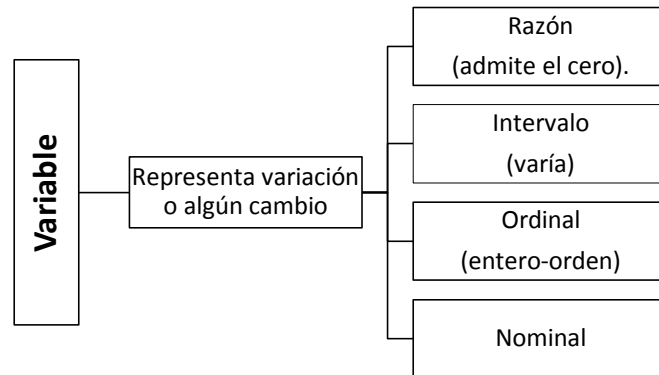 Variable
Representa variación
o algún cambio
Razón
(admite el cero).
Intervalo
(varía)
Ordinal
(entero-orden)
Nominal